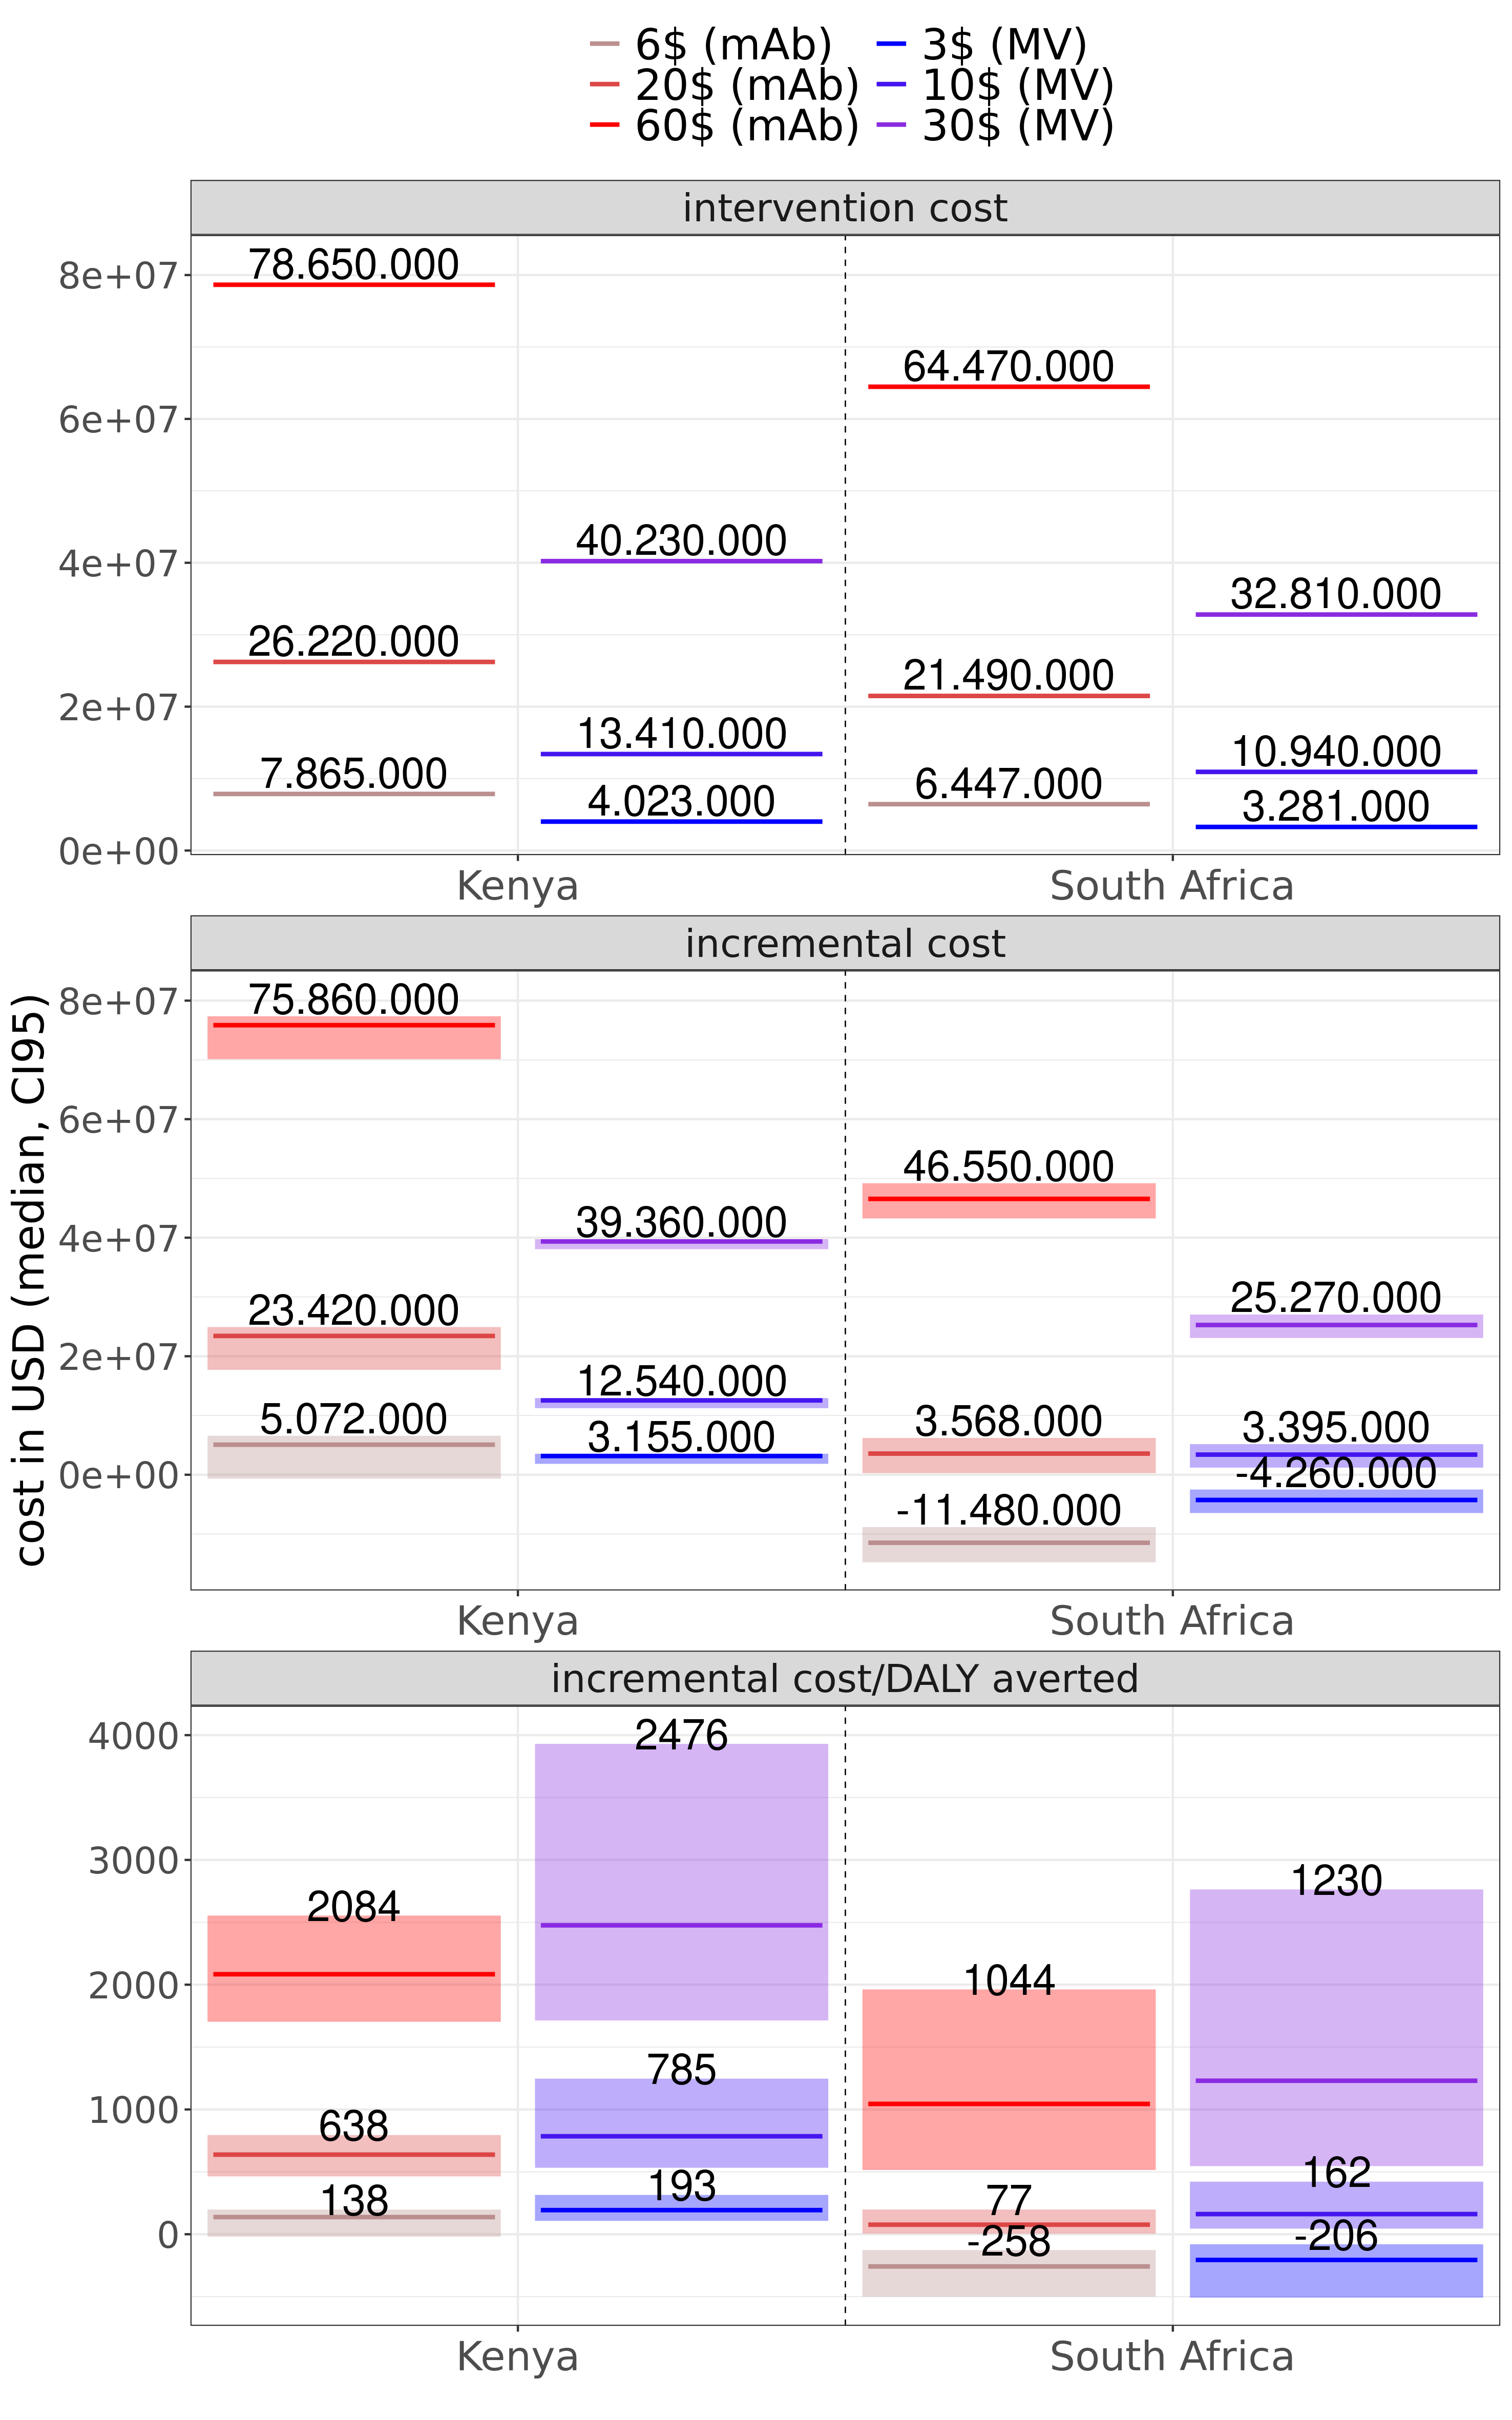 6$ (mAb) 3$ (MV)
20$ (mAb) 10$ (MV)
60$ (mAb) 30$ (MV)
intervention cost
78.650.000
8e+07
64.470.000
6e+07
40.230.000
4e+07
32.810.000
26.220.000
21.490.000
2e+07
13.410.000
10.940.000
7.865.000
6.447.000
4.023.000
3.281.000
0e+00
Kenya South Africa
cost in USD (median, CI95)
incremental cost
75.860.000
8e+07
6e+07
46.550.000
39.360.000
4e+07
25.270.000
23.420.000
2e+07
12.540.000
5.072.000
3.568.000
3.395.000
3.155.000
0e+00
-4.260.000
-11.480.000
Kenya South Africa
incremental cost/DALY averted
4000
2476
3000
1230
2084
2000
1044
785
1000
638
162
193
138
77
0
-258
-206
Kenya South Africa